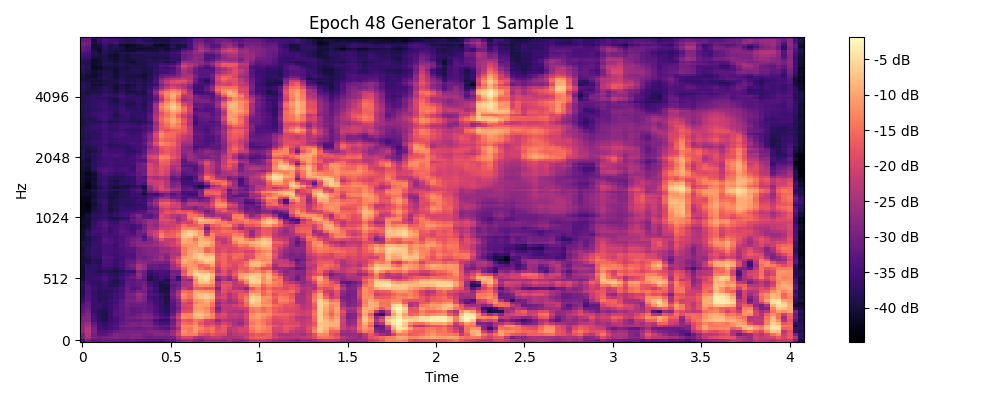 Epoch 48 Generator 1 Sample 1
Hz
4096
2048
1024
512
0
0
0.5
1
1.5
2
2.5
3
3.5
4
Time
-5 dB
-10 dB
-15 dB
-20 dB
-25 dB
-30 dB
-35 dB
-40 dB